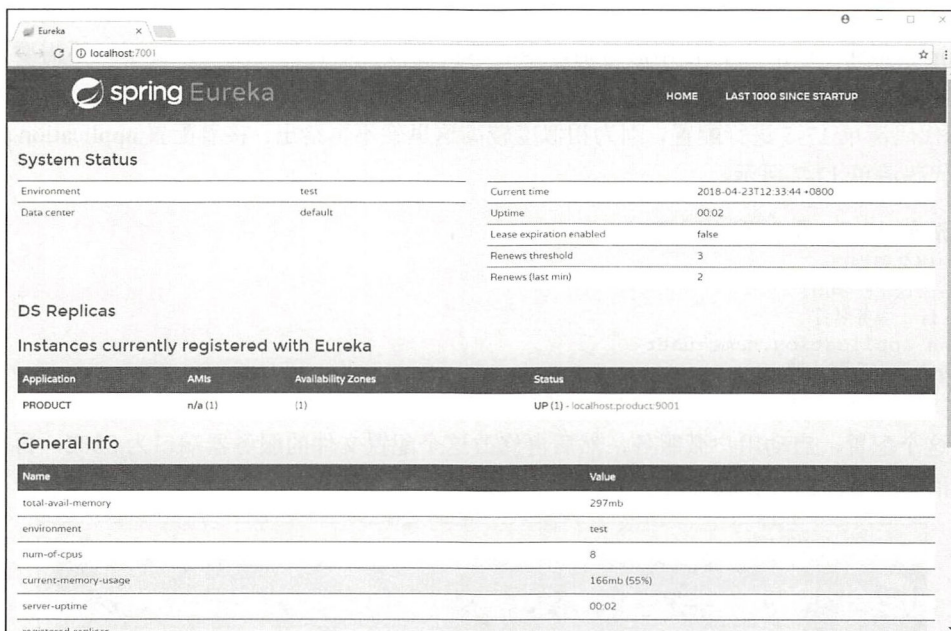 Eureka
localhost:7001
spring Eureka
HOME LAST 1000 SINCE STARTUP
System Status
Environment test
Data center default
Current time 2018-04-23T12:33:44 +0800
Uptime 00:02
Lease expiration enabled false
Renews threshold 3
Renews (last min) 2
DS Replicas
Instances currently registered with Eureka
Application AMIs Availability Zones Status
PRODUCT n/a (1) (1) UP (1) - localhost:product:9001
General Info
Name Value
total-avail-memory 297mb
environment test
num-of-cpus 8
current-memory-usage 166mb (55%)
server-uptime 00:02
registered-replicas